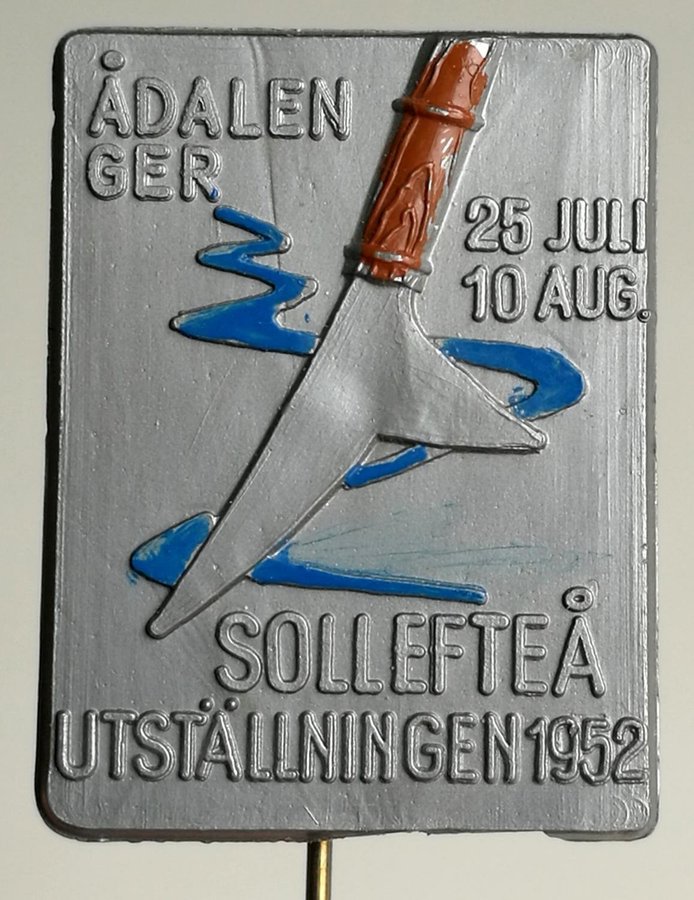 ÅDALEN
GER
25 JULI
10 AUG.
SOLLEFTEÅ
UTSTÄLLNINGEN 1952